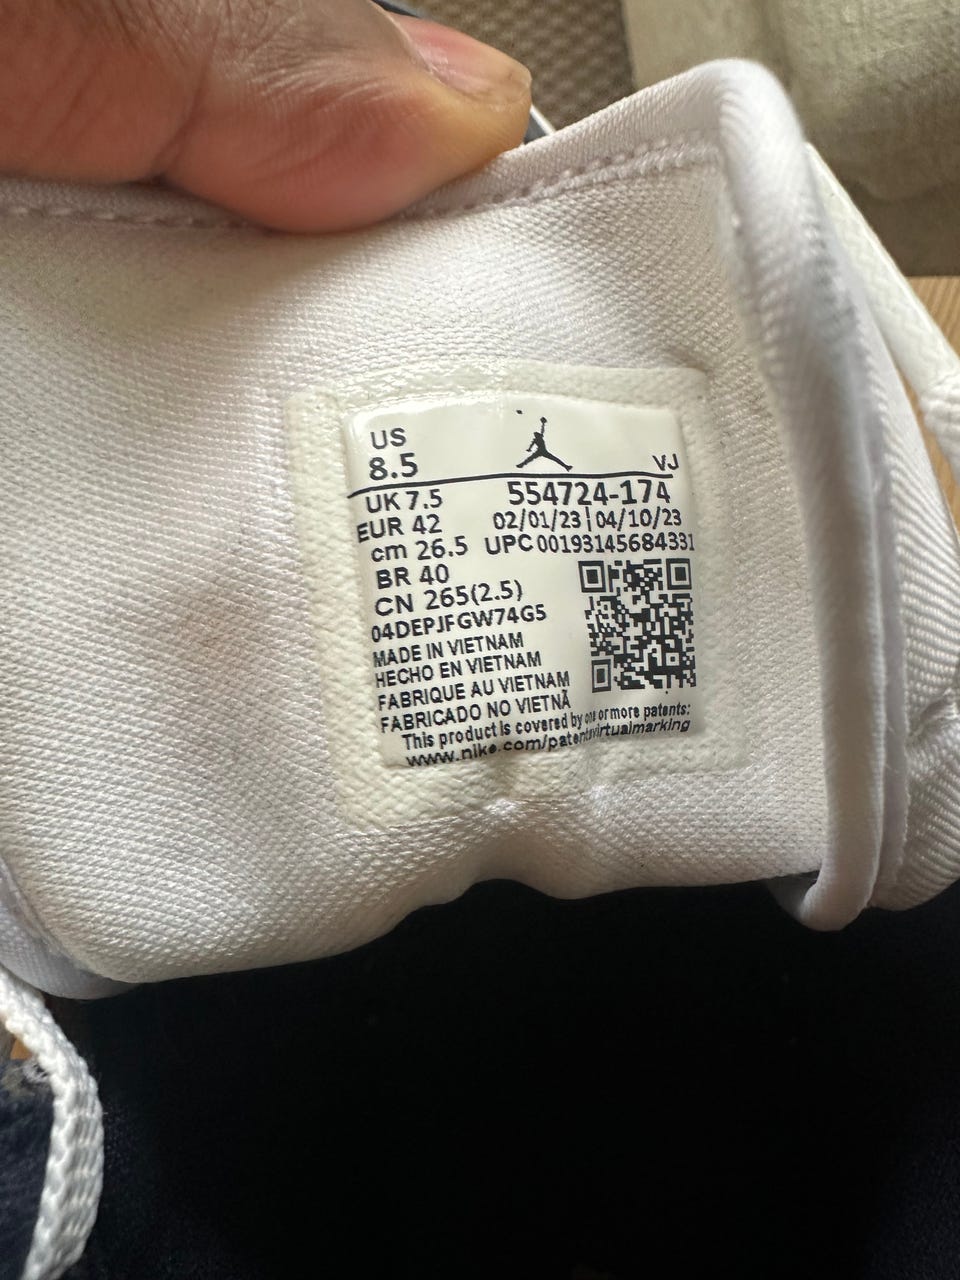 US
8.5
VJ
UK 7.5
554724-174
EUR 42
02/01/23 | 04/10/23
cm 26.5
UPC 00193145684331
BR 40
CN 265(2.5)
04DEPJFGW74G5
MADE IN VIETNAM
HECHO EN VIETNAM
FABRIQUE AU VIETNAM
FABRICADO NO VIETNÃ
This product is covered by one or more patents:
www.nike.com/patentvirtualmarking